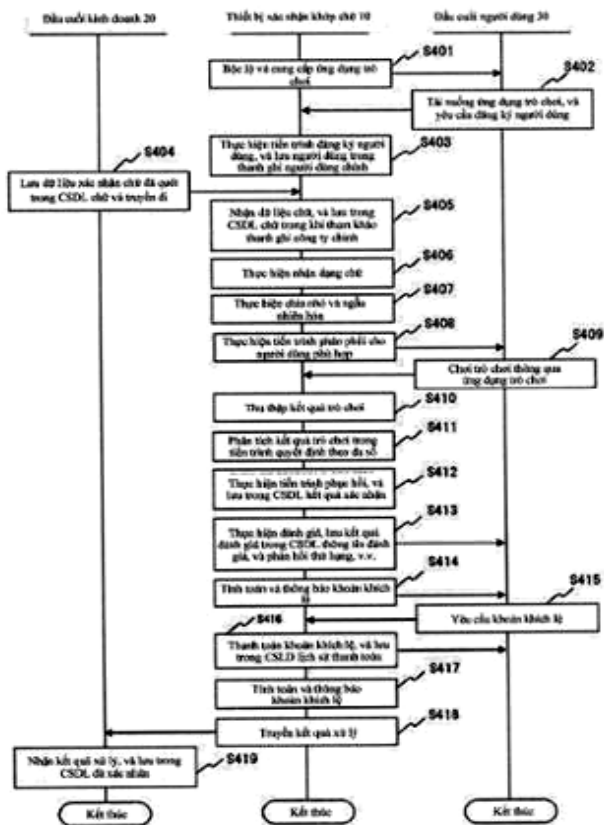 Đầu cuối kinh doanh 20
Thiết bị xác nhận khớp chữ 10
Đầu cuối người dùng 30
S401
Bộc lộ và cung cấp ứng dụng trò
chơi
S402
Tải xuống ứng dụng trò chơi, và
yêu cầu đăng ký người dùng
S403
Thực hiện tiến trình đăng ký người
dùng, và lưu người dùng trong
thanh ghi người dùng chính
S404
Lưu dữ liệu xác nhận chữ đã quét
trong CSDL chữ và truyền đi
S405
Nhận dữ liệu chữ, và lưu trong
CSDL chữ trong khi tham khảo
thanh ghi công ty chính
S406
Thực hiện nhận dạng chữ
S407
Thực hiện chia nhỏ và ngẫu
nhiên hóa
S408
Thực hiện tiến trình phân phối cho
người dùng phù hợp
S409
Chơi trò chơi thông qua
ứng dụng trò chơi
S410
Thu thập kết quả trò chơi
S411
Phân tích kết quả trò chơi trong
tiến trình quyết định theo đa số
S412
Thực hiện tiến trình phục hồi, và
lưu trong CSDL kết quả xác nhận
S413
Thực hiện đánh giá, lưu kết quả
đánh giá trong CSDL thông tin đánh
giá, và phản hồi thứ hạng, v.v.
S414
Tính toán và thông báo khoản khích
lệ
S415
Yêu cầu khoản khích lệ
S416
Thanh toán khoản khích lệ, và lưu
trong CSLD lịch sử thanh toán
S417
Tính toán và thông báo
khoản khích lệ
S418
Truyền kết quả xử lý
S419
Nhận kết quả xử lý, và lưu trong
CSDL đã xác nhân
Kết thúc
Kết thúc
Kết thúc